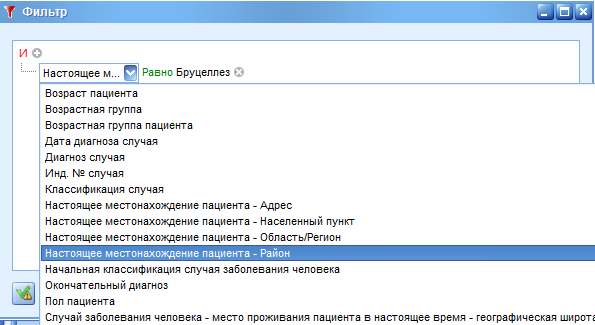 Фильтр
И
Настоящее м... Равно Бруцеллез
Возраст пациента
Возрастная группа
Возрастная группа пациента
Дата диагноза случая
Диагноз случая
Инд. № случая
Классификация случая
Настоящее местонахождение пациента - Адрес
Настоящее местонахождение пациента - Населенный пункт
Настоящее местонахождение пациента - Область/Регион
Настоящее местонахождение пациента - Район
Начальная классификация случая заболевания человека
Окончательный диагноз
Пол пациента
Случай заболевания человека - место проживания пациента в настоящее время - географическая широта